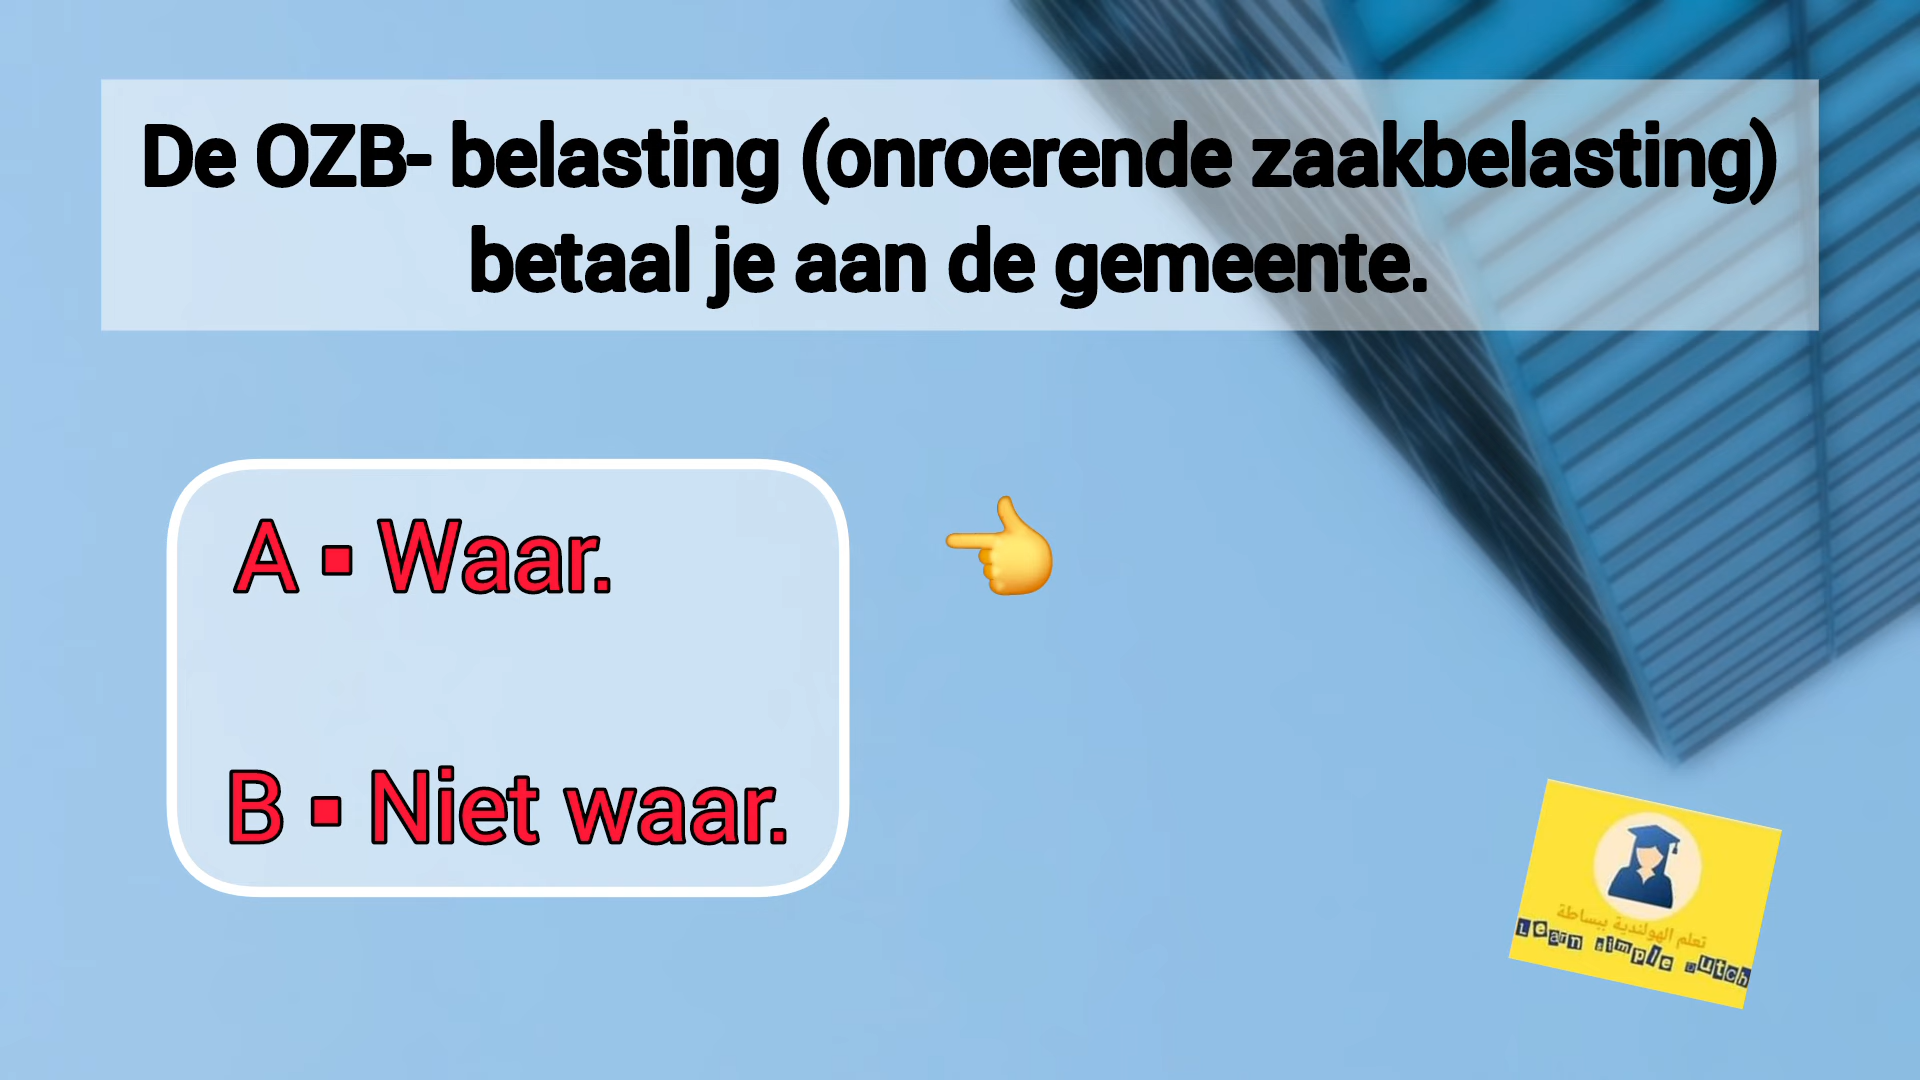 De OZB- belasting (onroerende zaakbelasting)
betaal je aan de gemeente.
A ▪ Waar.
B ▪ Niet waar.
تعلم الهولندية ببساطة
Learn simple Dutch